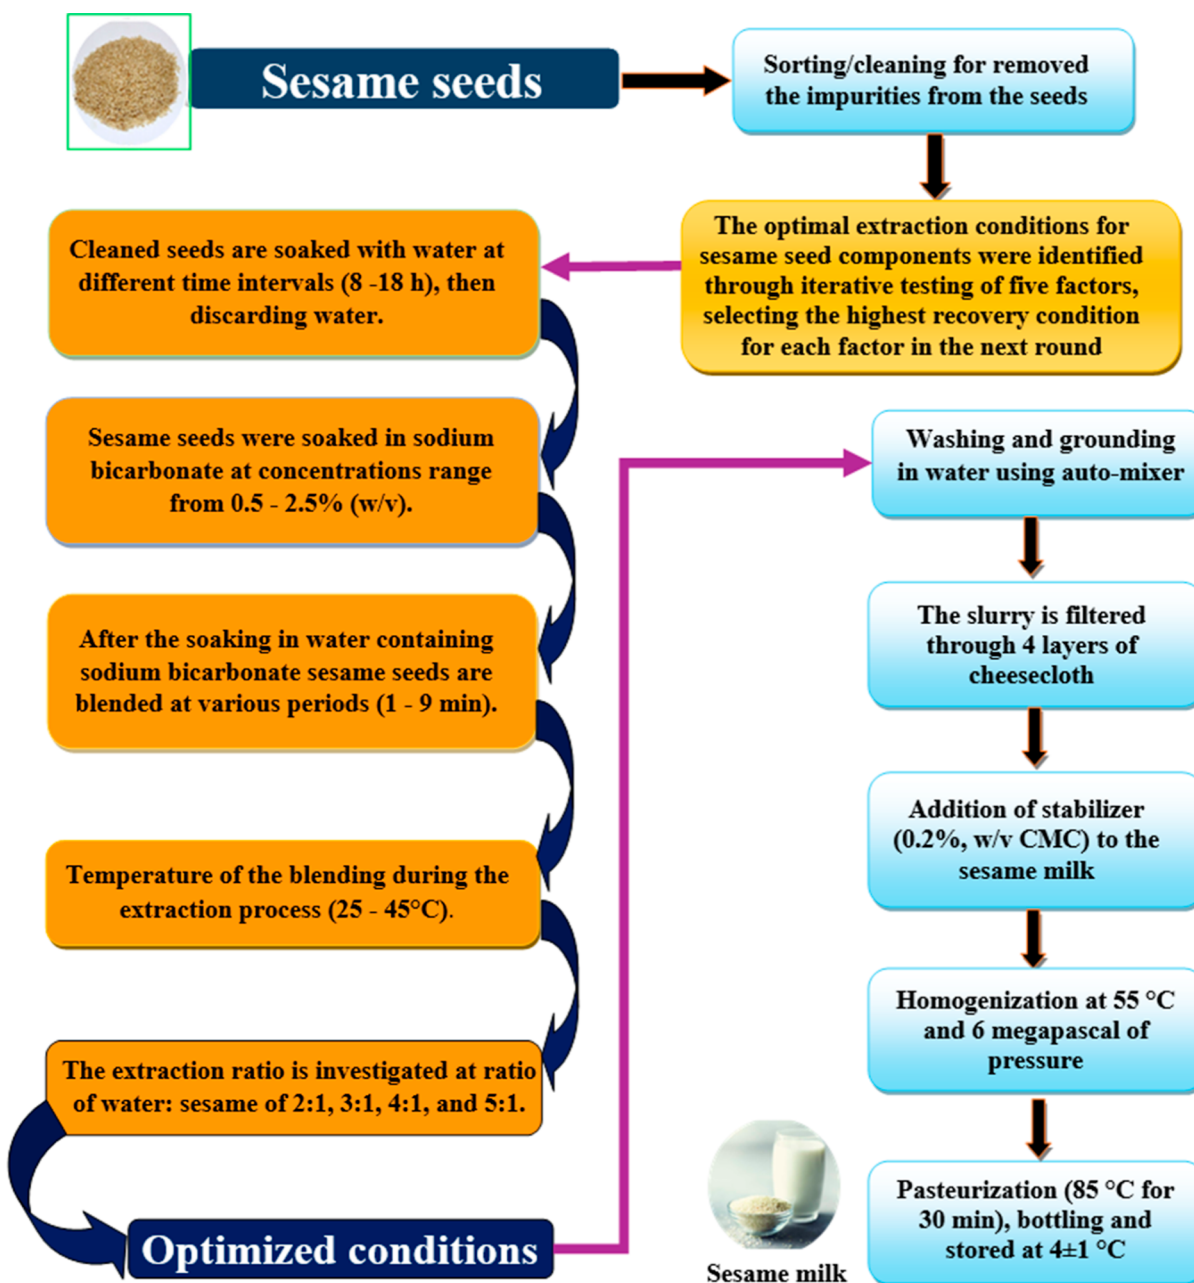 Sesame seeds
Sorting/cleaning for removed
the impurities from the seeds
The optimal extraction conditions for
sesame seed components were identified
through iterative testing of five factors,
selecting the highest recovery condition
for each factor in the next round
Cleaned seeds are soaked with water at
different time intervals (8 -18 h), then
discarding water.
Sesame seeds were soaked in sodium
bicarbonate at concentrations range
from 0.5 - 2.5% (w/v).
After the soaking in water containing
sodium bicarbonate sesame seeds are
blended at various periods (1 - 9 min).
Temperature of the blending during the
extraction process (25 - 45°C).
The extraction ratio is investigated at ratio
of water: sesame of 2:1, 3:1, 4:1, and 5:1.
Optimized conditions
Washing and grounding
in water using auto-mixer
The slurry is filtered
through 4 layers of
cheesecloth
Addition of stabilizer
(0.2%, w/v CMC) to the
sesame milk
Homogenization at 55 °C
and 6 megapascal of
pressure
Pasteurization (85 °C for
30 min), bottling and
stored at 4±1 °C
Sesame milk